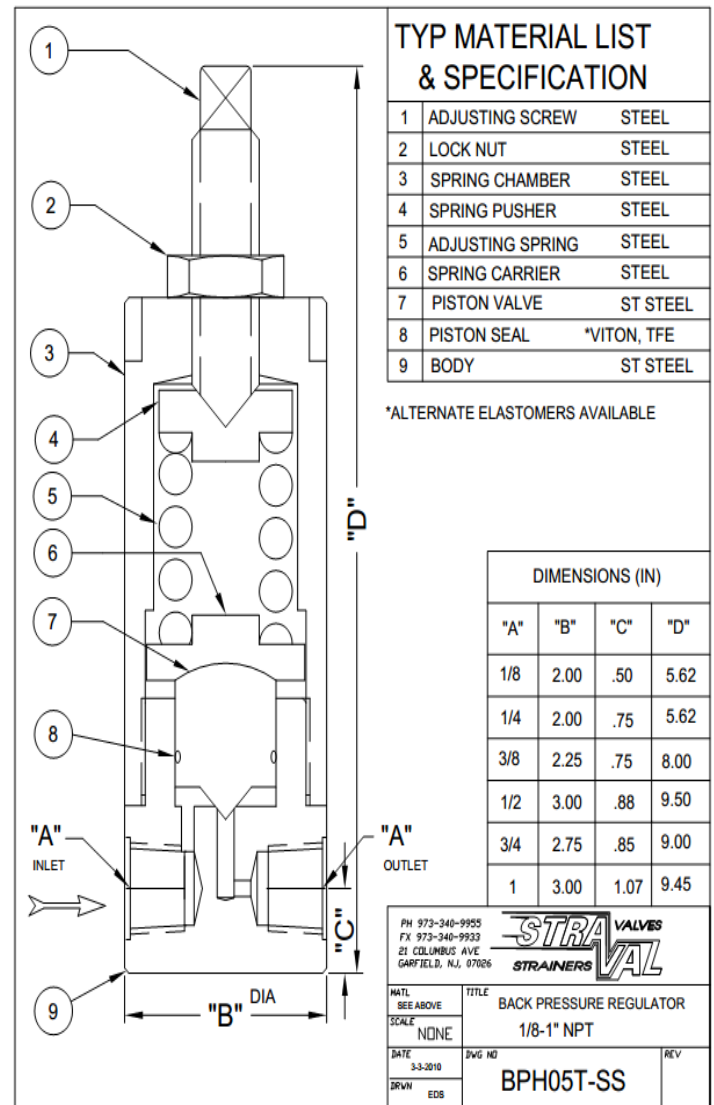 TYP MATERIAL LIST
& SPECIFICATION
1 ADJUSTING SCREW STEEL
2 LOCK NUT STEEL
3 SPRING CHAMBER STEEL
4 SPRING PUSHER STEEL
5 ADJUSTING SPRING STEEL
6 SPRING CARRIER STEEL
7 PISTON VALVE ST STEEL
8 PISTON SEAL *VITON, TFE
9 BODY ST STEEL
*ALTERNATE ELASTOMERS AVAILABLE
1
2
3
4
5
6
7
8
9
"A"
INLET
"A"
OUTLET
"B" DIA
"C"
"D"
DIMENSIONS (IN)
"A" "B" "C" "D"
1/8 2.00 .50 5.62
1/4 2.00 .75 5.62
3/8 2.25 .75 8.00
1/2 3.00 .88 9.50
3/4 2.75 .85 9.00
1 3.00 1.07 9.45
PH 973-340-9955
FX 973-340-9933
21 COLUMBUS AVE
GARFIELD, NJ, 07026
STRA VALVES
STRAINERS VAL
MATL
SEE ABOVE
TITLE
BACK PRESSURE REGULATOR
1/8-1" NPT
SCALE
NONE
DATE
3-3-2010
DWG NO
BPH05T-SS
REV
DRWN
EDS